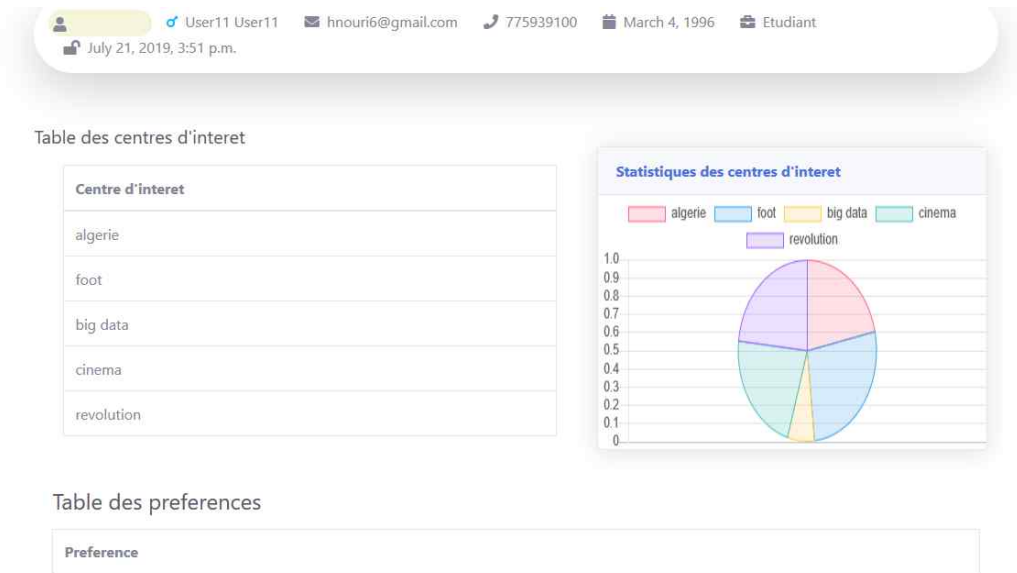 User11 User11 hnouri6@gmail.com 775939100 March 4, 1996 Etudiant
July 21, 2019, 3:51 p.m.
Table des centres d'interet
Centre d'interet
algerie
foot
big data
cinema
revolution
Statistiques des centres d'interet
algerie foot big data cinema
revolution
1.0
0.9
0.8
0.7
0.6
0.5
0.4
0.3
0.2
0.1
0
Table des preferences
Preference